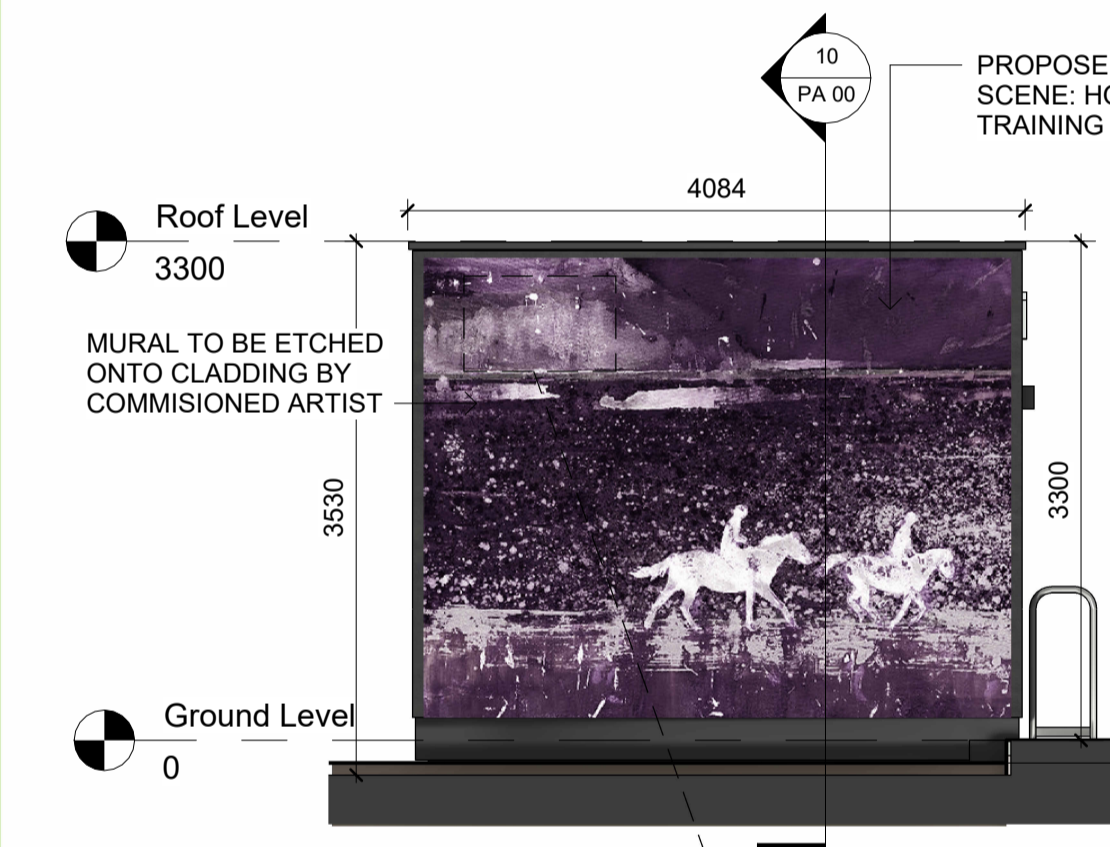 10
PA 00
PROPOSE
SCENE: HO
TRAINING
4084
Roof Level
3300
MURAL TO BE ETCHED
ONTO CLADDING BY
COMMISIONED ARTIST
3530
3300
Ground Level
0